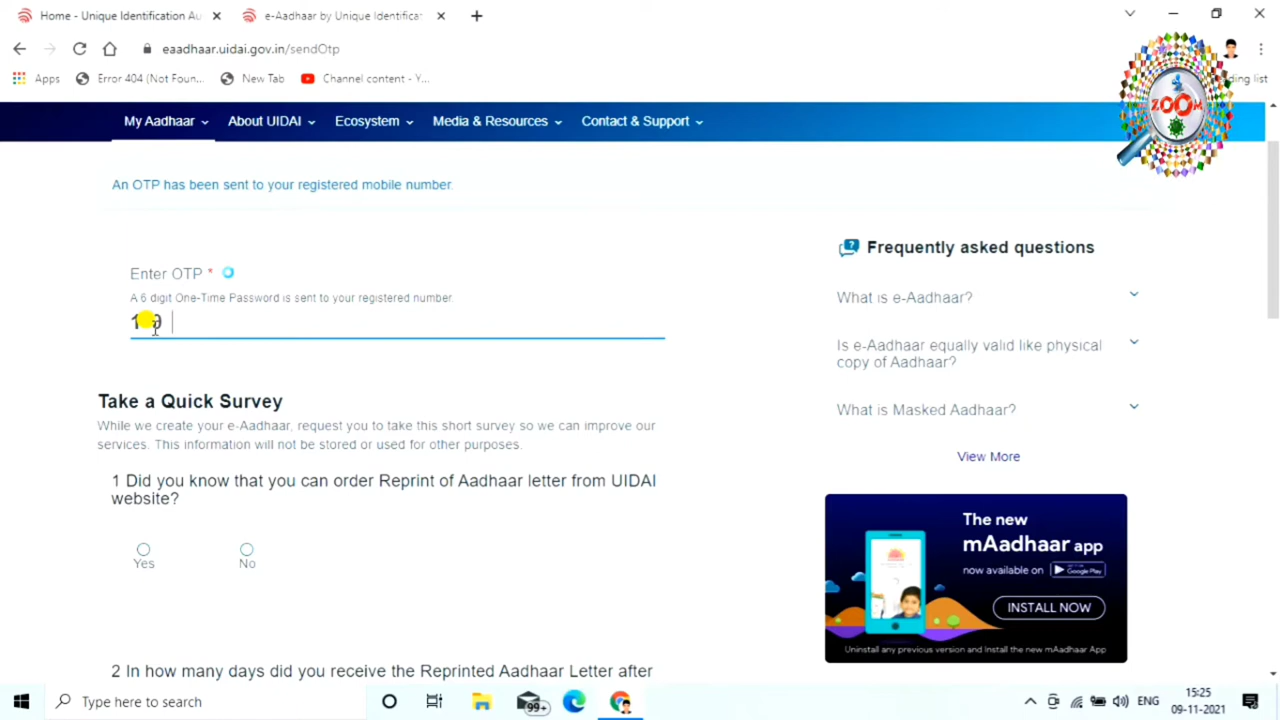 Home - Unique Identification Au
e-Aadhaar by Unique Identificat
eaadhaar.uidai.gov.in/sendOtp
Apps
Error 404 (Not Foun...
New Tab
Channel content - Y...
ding list
ZOOM
My Aadhaar
About UIDAI
Ecosystem
Media & Resources
Contact & Support
An OTP has been sent to your registered mobile number.
Enter OTP *
A 6 digit One-Time Password is sent to your registered number.
Take a Quick Survey
While we create your e-Aadhaar, request you to take this short survey so we can improve our
services. This information will not be stored or used for other purposes.
1 Did you know that you can order Reprint of Aadhaar letter from UIDAI
website?
Yes
No
2 In how many days did you receive the Reprinted Aadhaar Letter after
Frequently asked questions
What is e-Aadhaar?
Is e-Aadhaar equally valid like physical
copy of Aadhaar?
What is Masked Aadhaar?
View More
The new
mAadhaar app
now available on Google Play
INSTALL NOW
Uninstall any previous version and Install the new mAadhaar App
Type here to search
99+
ENG
15:25
09-11-2021